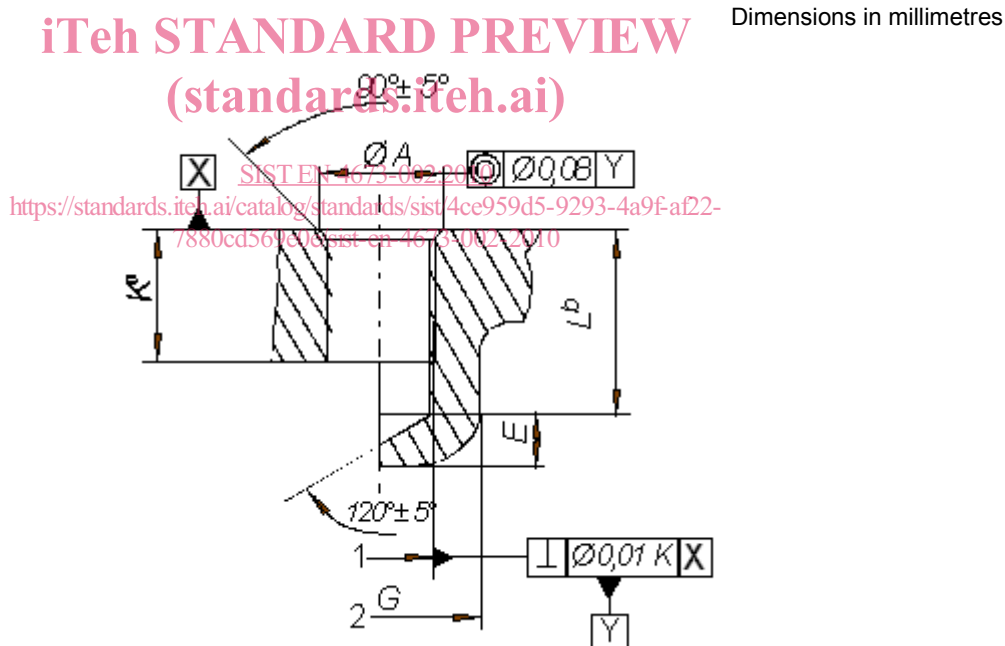 Dimensions in millimetres
iTeh STANDARD PREVIEW
(standards.iteh.ai)
90°± 5°
Ø A
X
Ø0,08 Y
SIST EN 4673-002:2010
https://standards.iteh.ai/catalog/standards/sist/4ce959d5-9293-4a9f-af22-
7880cd569e0e/sist-en-4673-002-2010
Kᵃ
Lᵇ
E
120°± 5°
1
⊥ Ø0,01 K X
2 G
Y